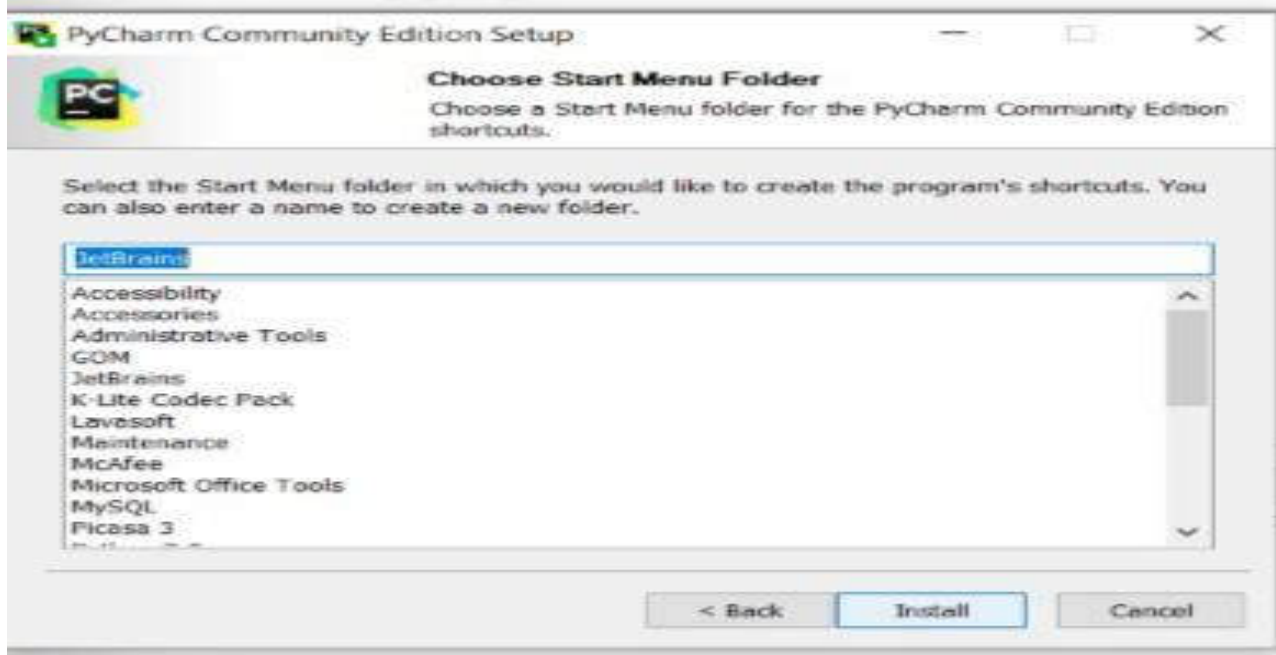 PyCharm Community Edition Setup
PC
Choose Start Menu Folder
Choose a Start Menu folder for the PyCharm Community Edition
shortcuts.
Select the Start Menu folder in which you would like to create the program's shortcuts. You
can also enter a name to create a new folder.
JetBrains
Accessibility
Accessories
Administrative Tools
GOM
JetBrains
K-Lite Codec Pack
Lavasoft
Maintenance
McAfee
Microsoft Office Tools
MySQL
Picasa 3
< Back Install Cancel